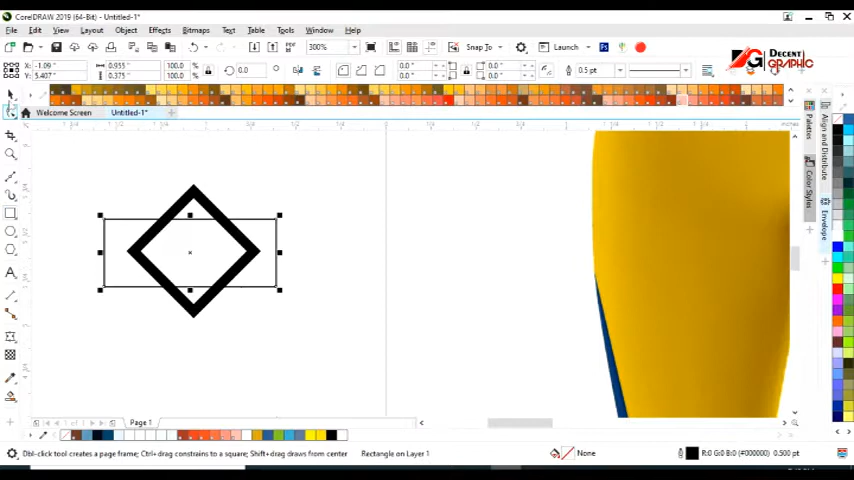 CorelDRAW 2019 (64-Bit) - Untitled-1*
File Edit View Layout Object Effects Bitmaps Text Table Tools Window Help
300% Snap To Launch
DECENT
GRAPHIC
X: -1.09 " 0.955 " 100.0 %
Y: 5.407 " 0.375 " 100.0 %
0.0 °
0.0 " 0.0 "
0.0 " 0.0 "
0.5 pt
Welcome Screen Untitled-1*
inches
Palettes
Color Styles
Align and Distribute
Envelope
1 of 1
Page 1
Dbl-click tool creates a page frame; Ctrl+drag constrains to a square; Shift+drag draws from center
Rectangle on Layer 1
None
R:0 G:0 B:0 (#000000) 0.500 pt